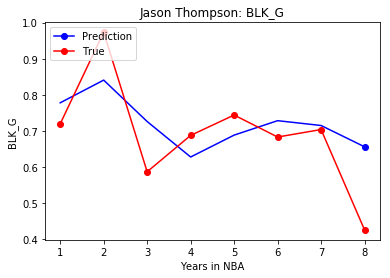 Jason Thompson: BLK_G
Prediction
True
BLK_G
1.0
0.9
0.8
0.7
0.6
0.5
0.4
1 2 3 4 5 6 7 8
Years in NBA